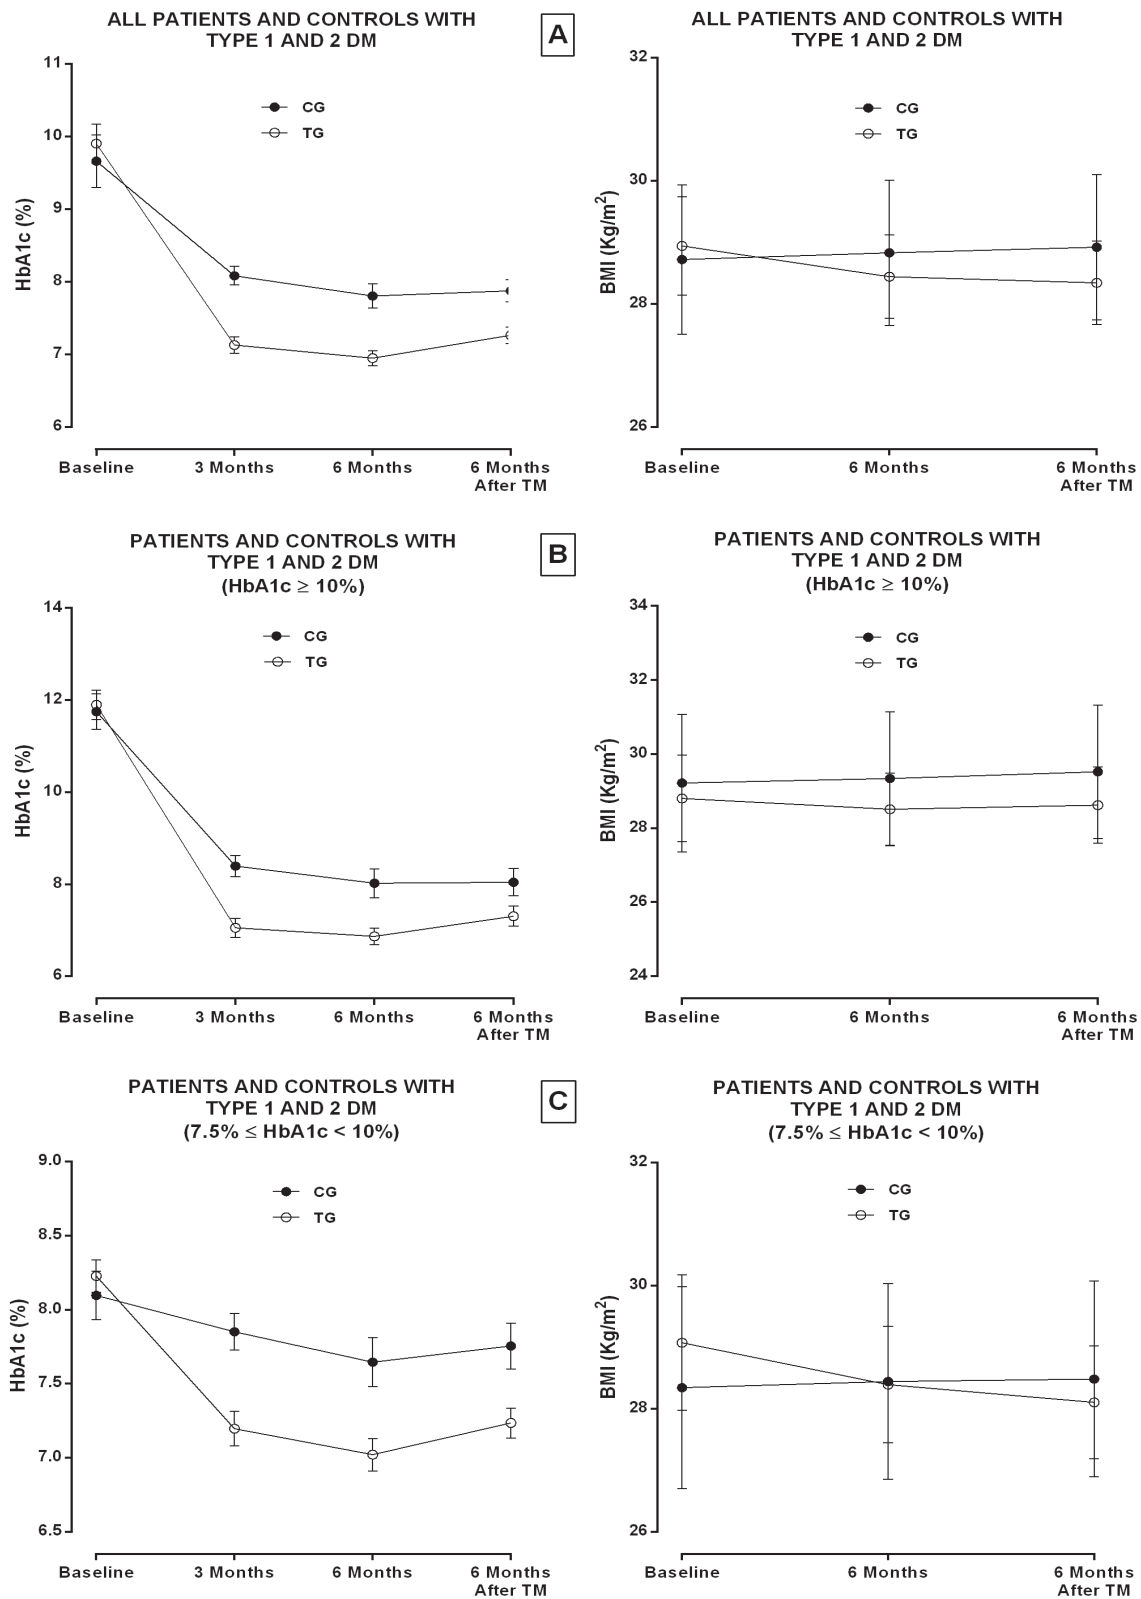 ALL PATIENTS AND CONTROLS WITH
TYPE 1 AND 2 DM
A
11
10
9
8
7
6
HbA1c (%)
CG
TG
Baseline
3 Months
6 Months
6 Months
After TM
ALL PATIENTS AND CONTROLS WITH
TYPE 1 AND 2 DM
32
30
28
26
BMI (Kg/m²)
CG
TG
Baseline
6 Months
6 Months
After TM
PATIENTS AND CONTROLS WITH
TYPE 1 AND 2 DM
(HbA1c ≥ 10%)
B
14
12
10
8
6
HbA1c (%)
CG
TG
Baseline
3 Months
6 Months
6 Months
After TM
PATIENTS AND CONTROLS WITH
TYPE 1 AND 2 DM
(HbA1c ≥ 10%)
34
32
30
28
26
24
BMI (Kg/m²)
CG
TG
Baseline
6 Months
6 Months
After TM
PATIENTS AND CONTROLS WITH
TYPE 1 AND 2 DM
(7.5% ≤ HbA1c < 10%)
C
9.0
8.5
8.0
7.5
7.0
6.5
HbA1c (%)
CG
TG
Baseline
3 Months
6 Months
6 Months
After TM
PATIENTS AND CONTROLS WITH
TYPE 1 AND 2 DM
(7.5% ≤ HbA1c < 10%)
32
30
28
26
BMI (Kg/m²)
CG
TG
Baseline
6 Months
6 Months
After TM